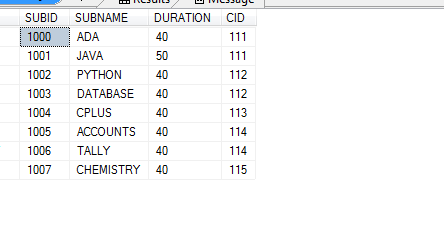 Results Message
SUBID SUBNAME DURATION CID
1000 ADA 40 111
1001 JAVA 50 111
1002 PYTHON 40 112
1003 DATABASE 40 112
1004 CPLUS 40 113
1005 ACCOUNTS 40 114
1006 TALLY 40 114
1007 CHEMISTRY 40 115